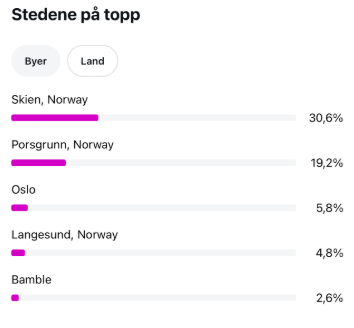 Stedene på topp
Byer
Land
Skien, Norway
30,6%
Porsgrunn, Norway
19,2%
Oslo
5,8%
Langesund, Norway
4,8%
Bamble
2,6%